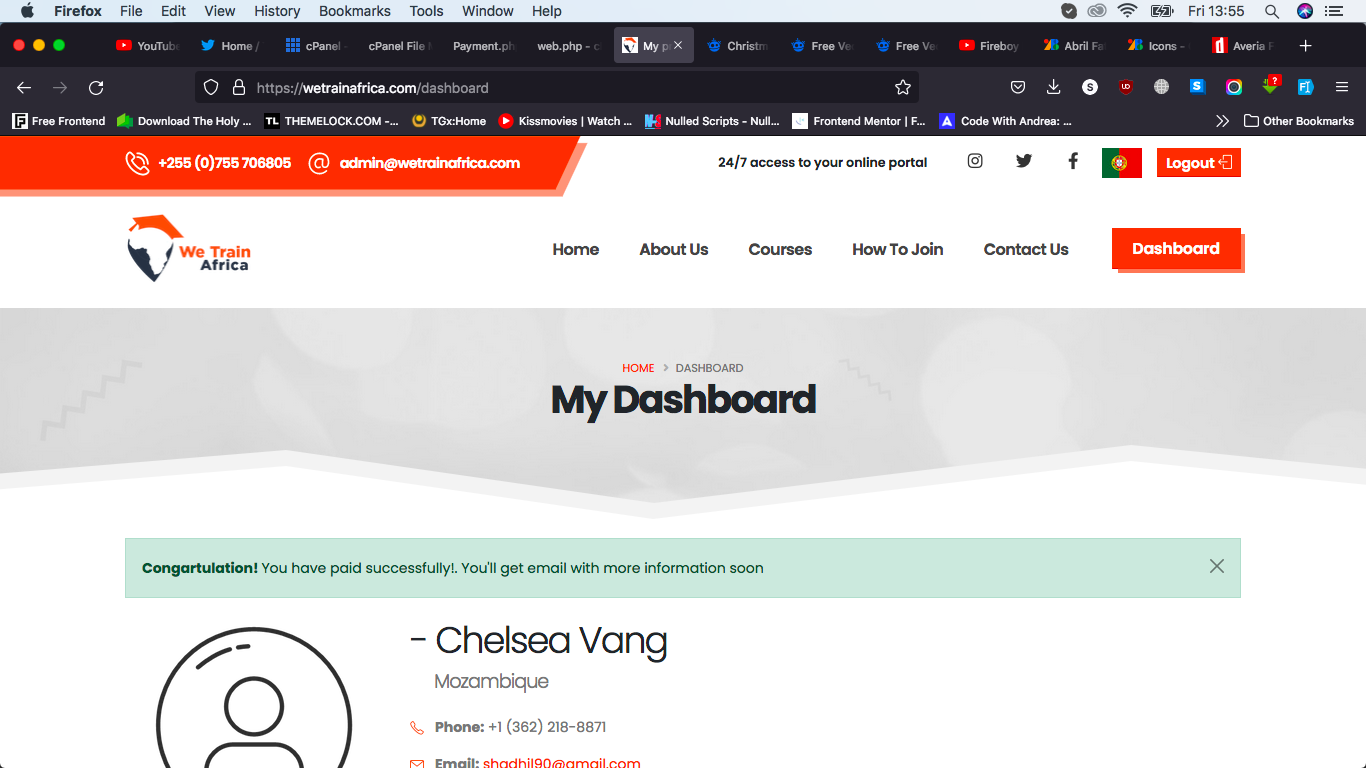 Firefox File Edit View History Bookmarks Tools Window Help Fri 13:55
YouTub Home / cPanel - cPanel File Payment.ph web.php - c My p Christm Free Ve Free Ve Fireboy Abril Fa Icons - Averia F
https://wetrainafrica.com/dashboard
Free Frontend Download The Holy ... THEMELOCK.COM -... TGx:Home Kissmovies | Watch ... Nulled Scripts - Null... Frontend Mentor | F... Code With Andrea: ... Other Bookmarks
+255 (0)755 706805 admin@wetrainafrica.com 24/7 access to your online portal Logout
We Train
Africa
Home About Us Courses How To Join Contact Us Dashboard
HOME > DASHBOARD
My Dashboard
Congartulation! You have paid successfully!. You'll get email with more information soon
- Chelsea Vang
Mozambique
Phone: +1 (362) 218-8871
Email: shadhil90@gmail.com